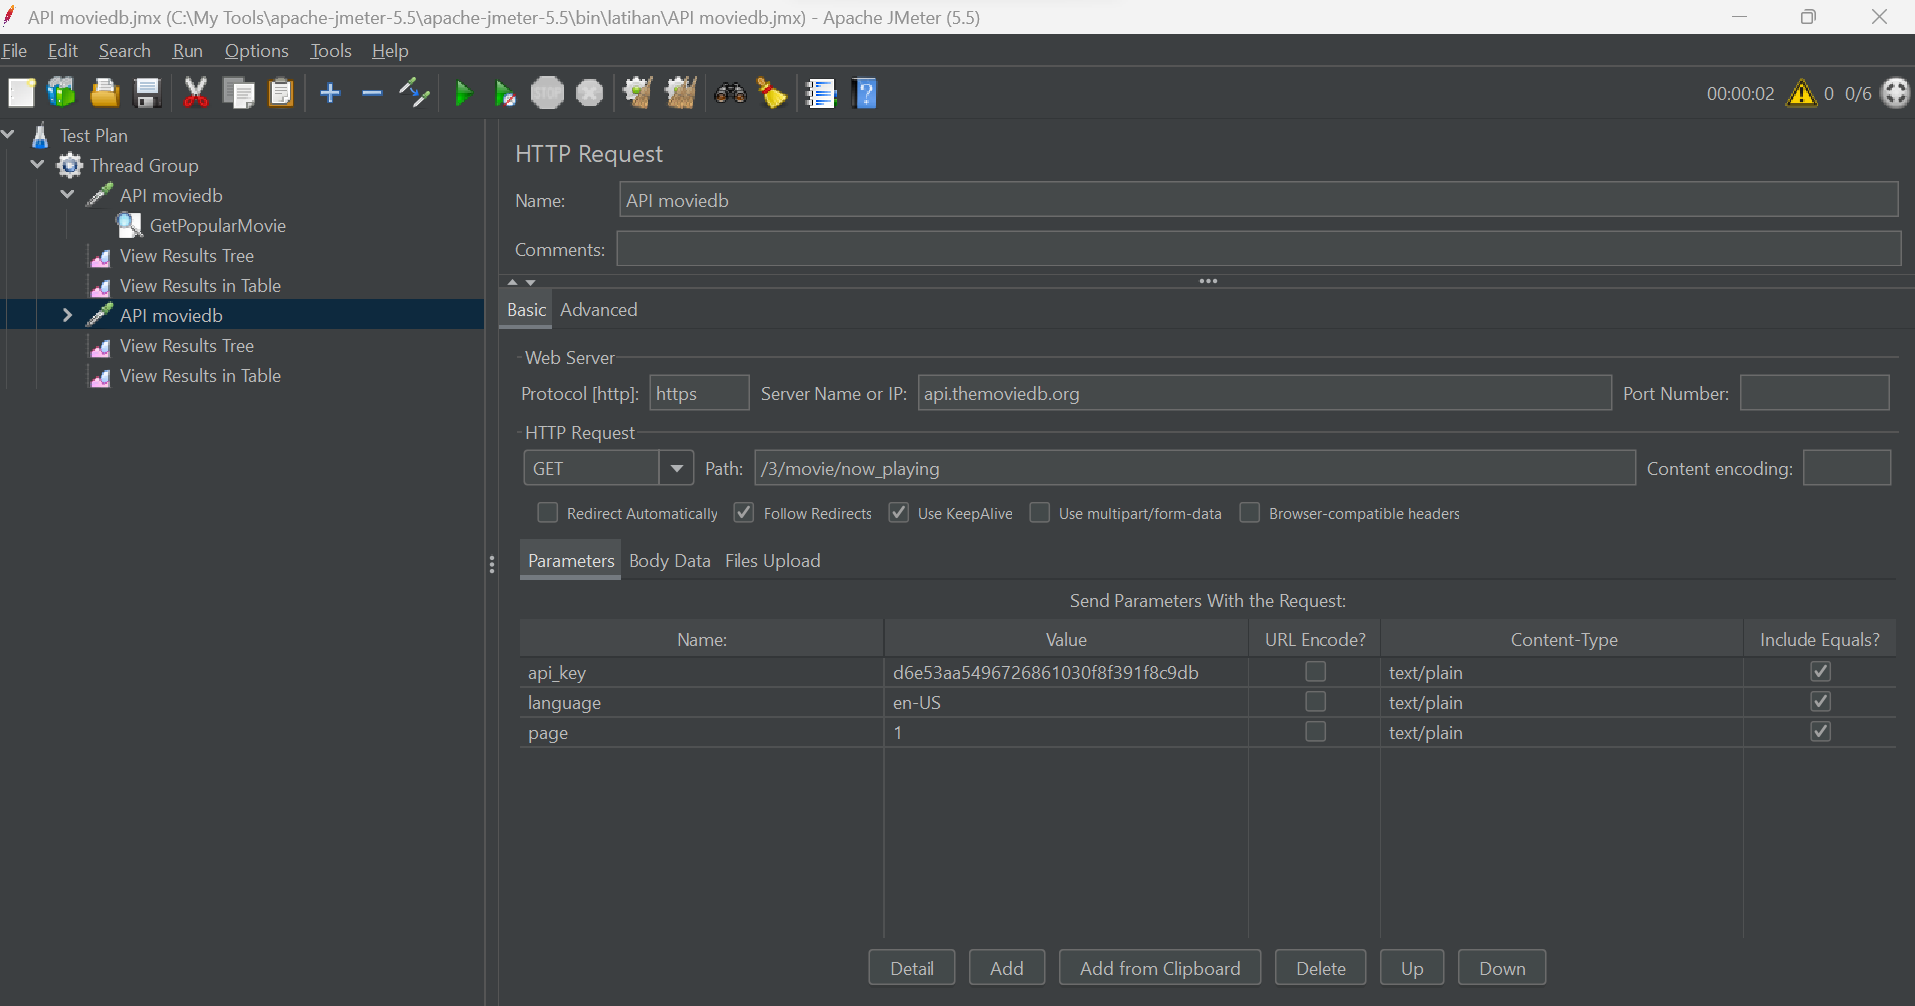 API moviedb.jmx (C:\My Tools\apache-jmeter-5.5\apache-jmeter-5.5\bin\latihan\API moviedb.jmx) - Apache JMeter (5.5)
File Edit Search Run Options Tools Help
STOP
00:00:02 0 0/6
Test Plan
Thread Group
API moviedb
GetPopularMovie
View Results Tree
View Results in Table
API moviedb
View Results Tree
View Results in Table
HTTP Request
Name: API moviedb
Comments:
Basic Advanced
Web Server
Protocol [http]: https Server Name or IP: api.themoviedb.org Port Number:
HTTP Request
GET Path: /3/movie/now_playing Content encoding:
Redirect Automatically Follow Redirects Use KeepAlive Use multipart/form-data Browser-compatible headers
Parameters Body Data Files Upload
Send Parameters With the Request:
Name: Value URL Encode? Content-Type Include Equals?
api_key d6e53aa5496726861030f8f391f8c9db text/plain
language en-US text/plain
page 1 text/plain
Detail Add Add from Clipboard Delete Up Down